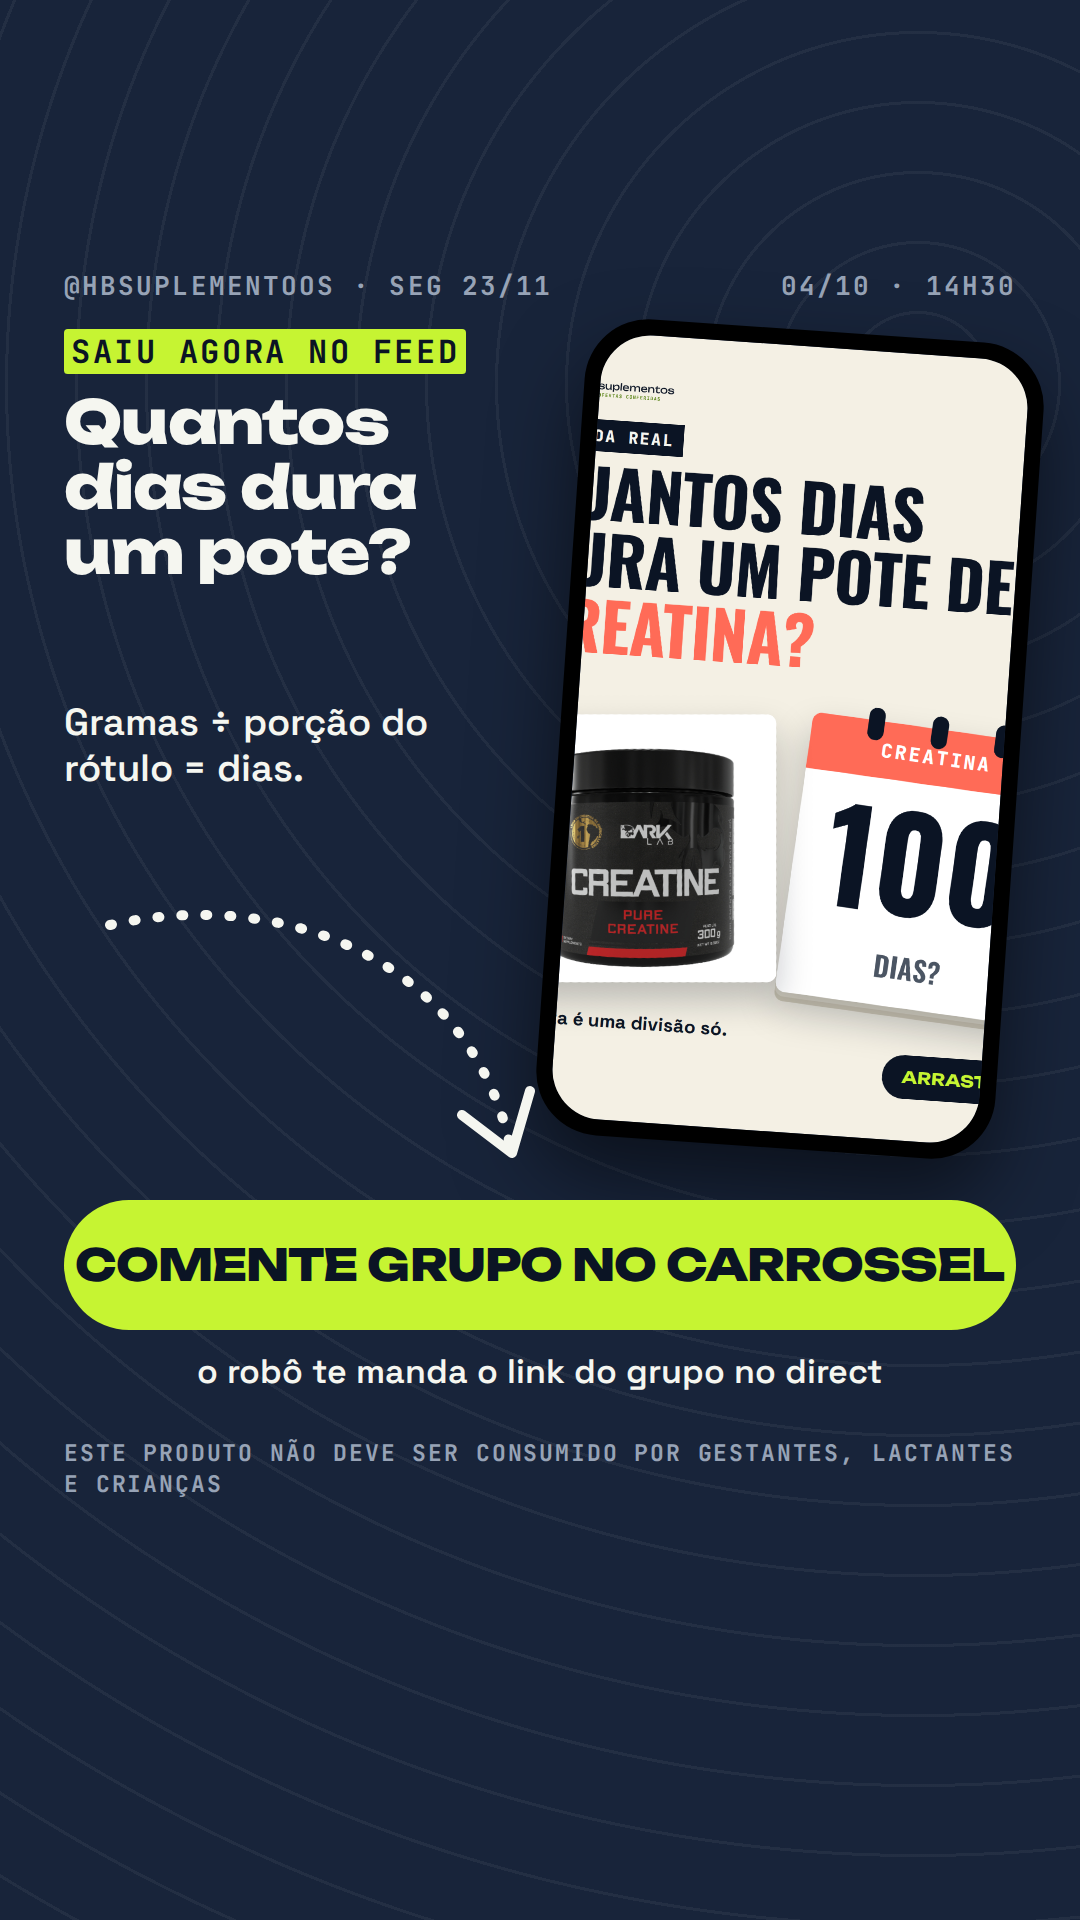 @HBSUPLEMENTOOS · SEG 23/11
04/10 · 14H30
SAIU AGORA NO FEED
Quantos
dias dura
um pote?
Gramas ÷ porção do
rótulo = dias.
suplementos
DA REAL
UANTOS DIAS
URA UM POTE DE
REATINA?
DARK
LAB
CREATINE
PURE
CREATINE
300g
CREATINA
100
DIAS?
a é uma divisão só.
ARRAST
COMENTE GRUPO NO CARROSSEL
o robô te manda o link do grupo no direct
ESTE PRODUTO NÃO DEVE SER CONSUMIDO POR GESTANTES, LACTANTES
E CRIANÇAS